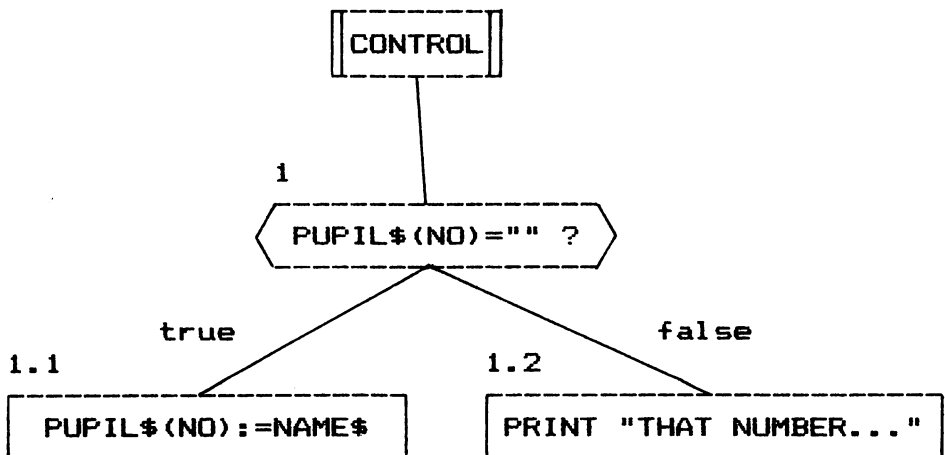 CONTROL
1
PUPIL$(NO)="" ?
true false
1.1 1.2
PUPIL$(NO):=NAME$ PRINT "THAT NUMBER..."